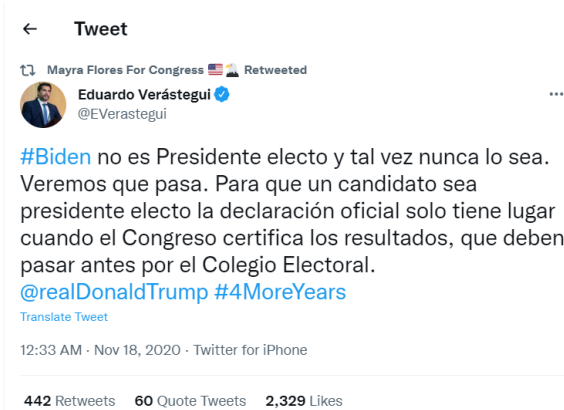 ← Tweet
Mayra Flores For Congress 🇺🇸🦅 Retweeted
Eduardo Verástegui
@EVerastegui
#Biden no es Presidente electo y tal vez nunca lo sea.
Veremos que pasa. Para que un candidato sea
presidente electo la declaración oficial solo tiene lugar
cuando el Congreso certifica los resultados, que deben
pasar antes por el Colegio Electoral.
@realDonaldTrump #4MoreYears
Translate Tweet
12:33 AM · Nov 18, 2020 · Twitter for iPhone
442 Retweets 60 Quote Tweets 2,329 Likes